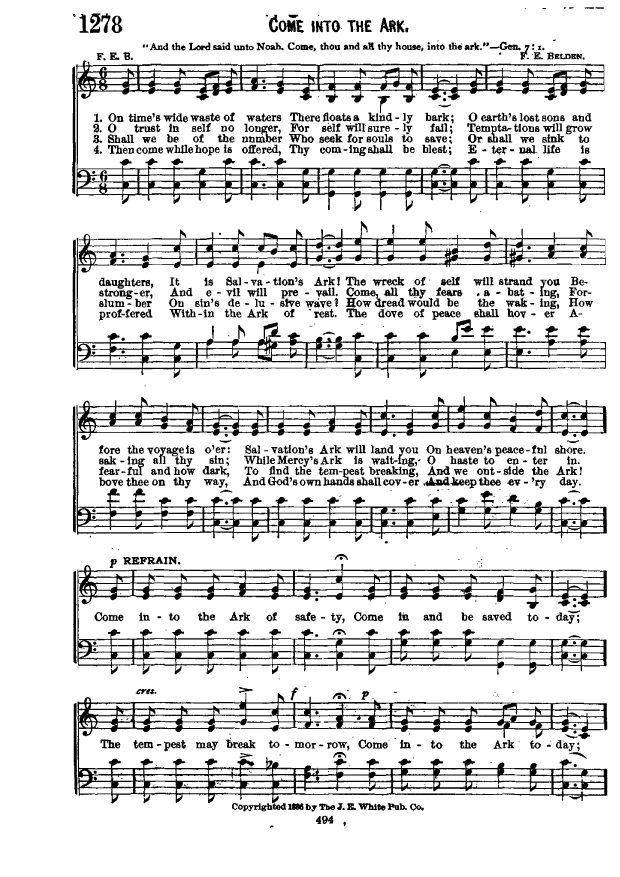 1278
COME INTO THE ARK.
"And the Lord said unto Noah. Come, thou and all thy house, into the ark."—Gen. 7: 1.
F. E. B.
F. E. BELDEN.
1. On time's wide waste of waters There floats a kind - ly bark; O earth's lost sons and
2. O trust in self no longer, For self will sure - ly fail; Tempta - tions will grow
3. Shall we be of the number Who seek for souls to save; Or shall we sink to
4. Then come while hope is offered, Thy com - ing shall be blest; E - ter - nal life is
daughters, It is Sal - va - tion's Ark! The wreck of self will strand you Be-
strong - er, And e - vil will pre - vail. Come, all thy fears , a - bat - ing, For-
slum - ber On sin's de - lu - sive wave? How dread would be the wak - ing, How
prof - fered With - in the Ark of rest. The dove of peace shall hov - er A-
fore the voyage is o'er: Sal - vation's Ark will land you On heaven's peace - ful shore.
sak - ing all thy sin; While Mercy's Ark is wait - ing, O haste to en - ter in.
fear - ful and how dark, To find the tem - pest breaking, And we out - side the Ark!
bove thee on thy way, And God's own hands shall cov - er And keep thee ev - 'ry day.
p REFRAIN.
Come in - to the Ark of safe - ty, Come in and be saved to - day;
cres. f p
The tem - pest may break to - mor - row, Come in - to the Ark to - day;
Copyrighted 1886 by The J. E. White Pub. Co.
494